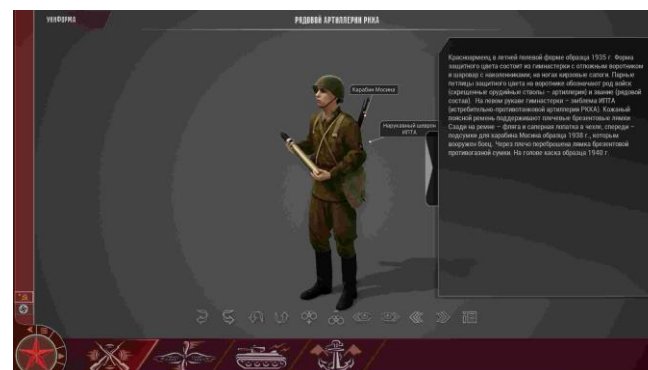 УНИФОРМА
РЯДОВОЙ АРТИЛЛЕРИИ РККА
Карабин Мосина
Нарукавный шеврон
ИПТА
Красноармеец в летней полевой форме образца 1935 г. Форма
защитного цвета состоит из гимнастерки с отложным воротником
и шаровар с наколенниками; на ногах кирзовые сапоги. Парные
петлицы защитного цвета на воротнике обозначают род войск
(скрещенные орудийные стволы – артиллерия) и звание (рядовой
состав). На левом рукаве гимнастерки – эмблема ИПТА
(истребительно-противотанковой артиллерии РККА). Кожаный
поясной ремень поддерживают плечевые брезентовые лямки.
Сзади на ремне – фляга и саперная лопатка в чехле, спереди –
подсумки для карабина Мосина образца 1938 г., которым
вооружен боец. Через плечо переброшена лямка брезентовой
противогазной сумки. На голове каска образца 1940 г.